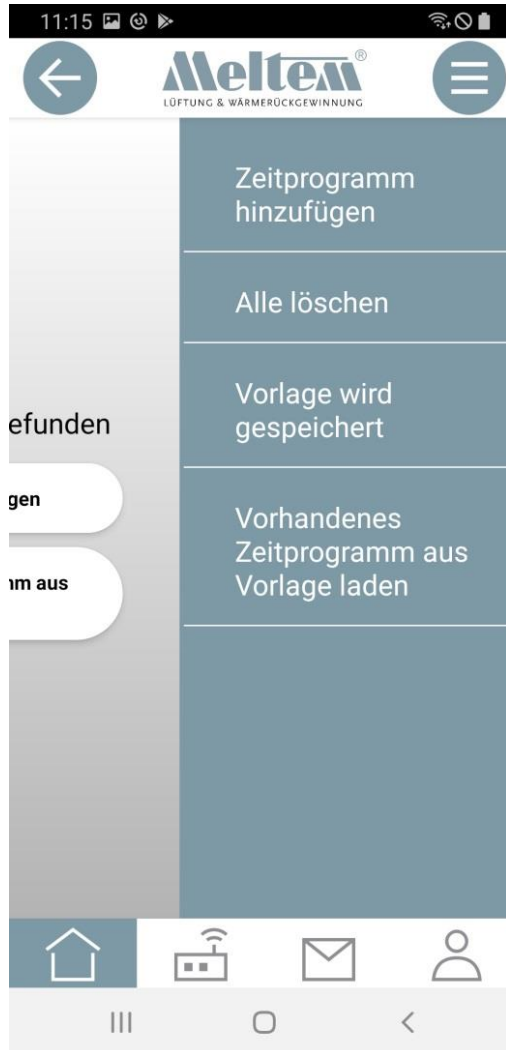 11:15
Meltem®
LÜFTUNG & WÄRMERÜCKGEWINNUNG
Zeitprogramm
hinzufügen
Alle löschen
Vorlage wird
gespeichert
efunden
gen
Vorhandenes
Zeitprogramm aus
Vorlage laden
mm aus